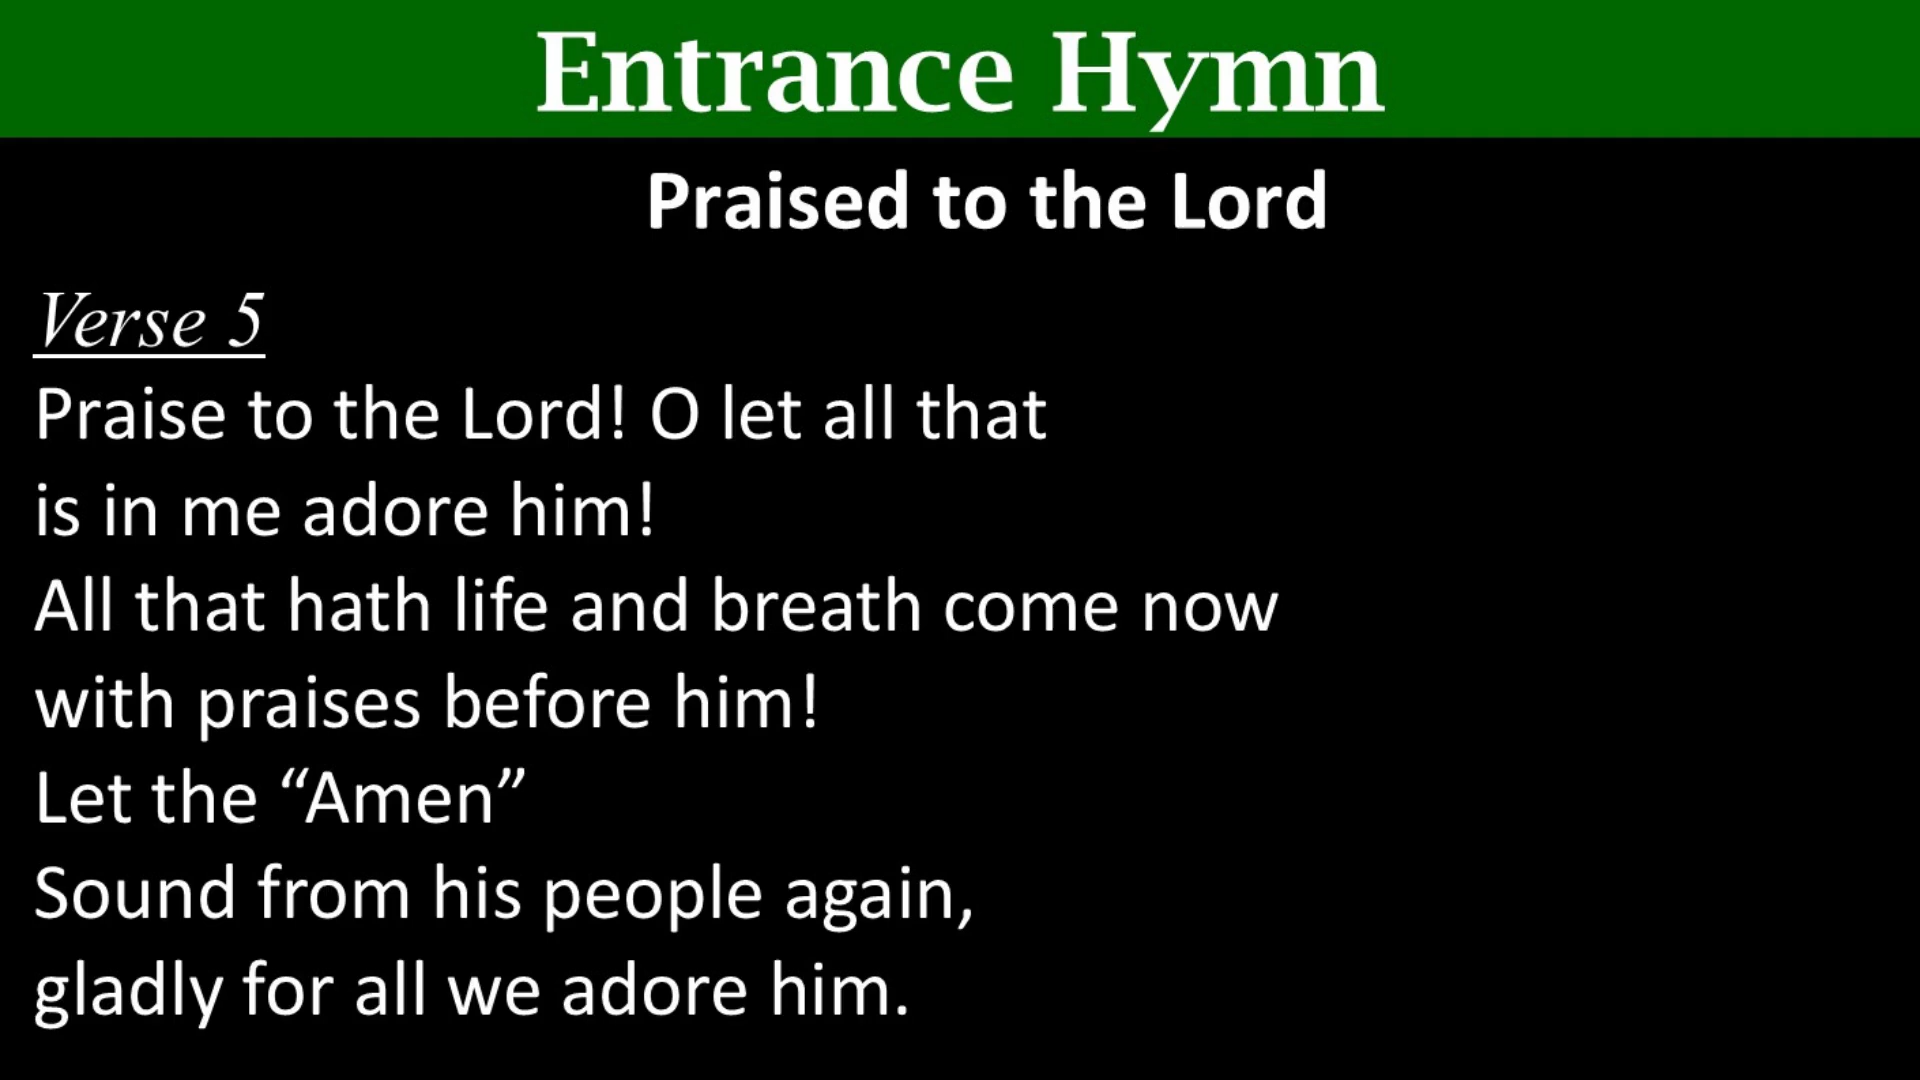 Entrance Hymn
Praised to the Lord
Verse 5
Praise to the Lord! O let all that
is in me adore him!
All that hath life and breath come now
with praises before him!
Let the “Amen”
Sound from his people again,
gladly for all we adore him.